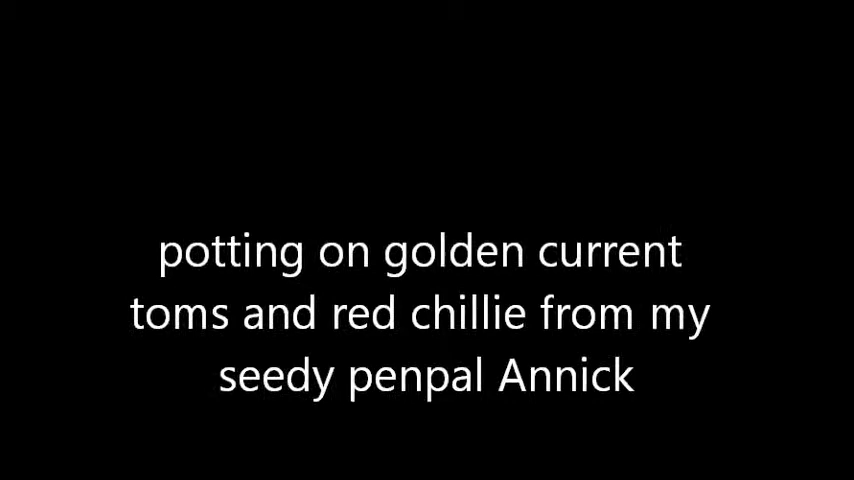 potting on golden current
toms and red chillie from my
seedy penpal Annick